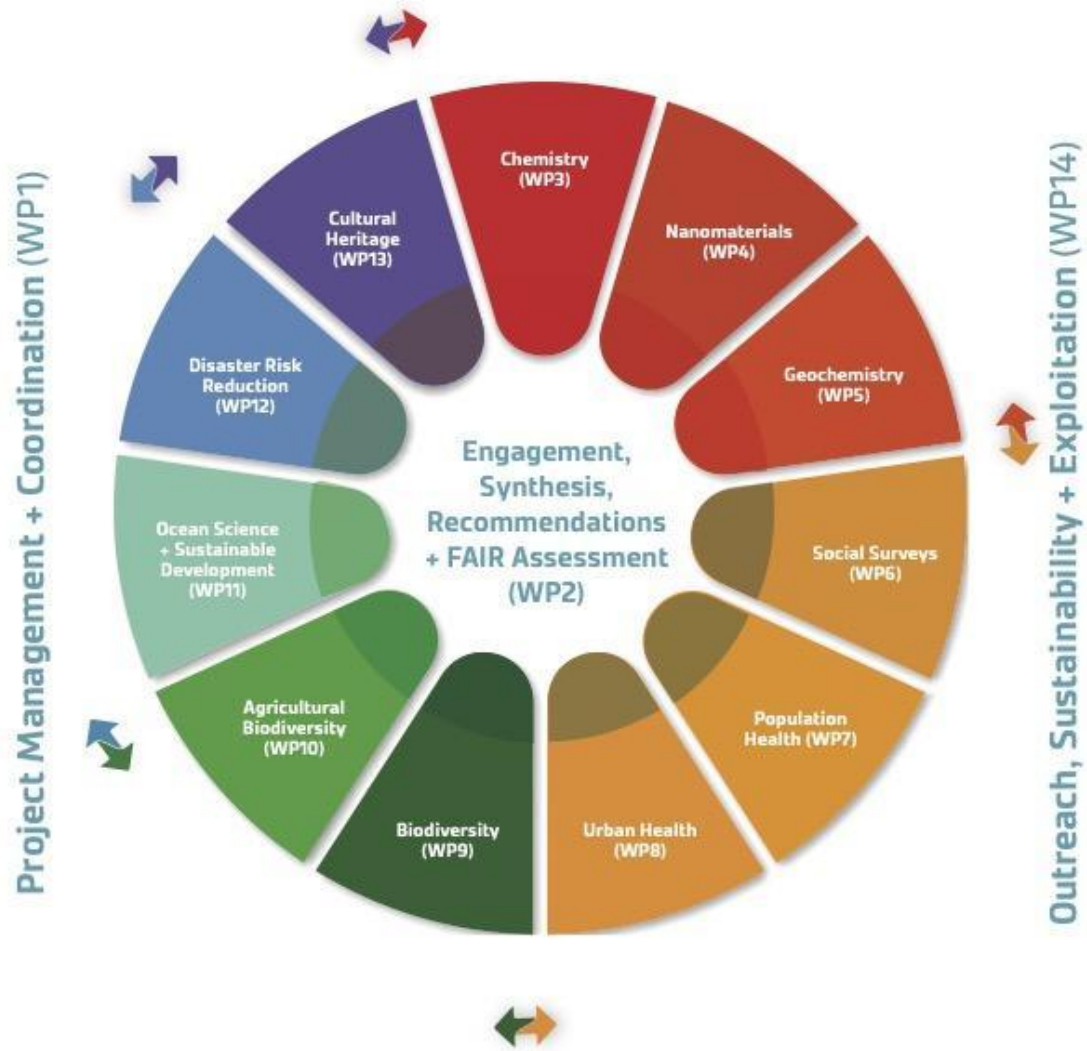 Project Management + Coordination (WP1)
Chemistry
(WP3)
Nanomaterials
(WP4)
Geochemistry
(WP5)
Social Surveys
(WP6)
Population
Health (WP7)
Urban Health
(WP8)
Biodiversity
(WP9)
Agricultural
Biodiversity
(WP10)
Ocean Science
+ Sustainable
Development
(WP11)
Disaster Risk
Reduction
(WP12)
Cultural
Heritage
(WP13)
Engagement,
Synthesis,
Recommendations
+ FAIR Assessment
(WP2)
Outreach, Sustainability + Exploitation (WP14)